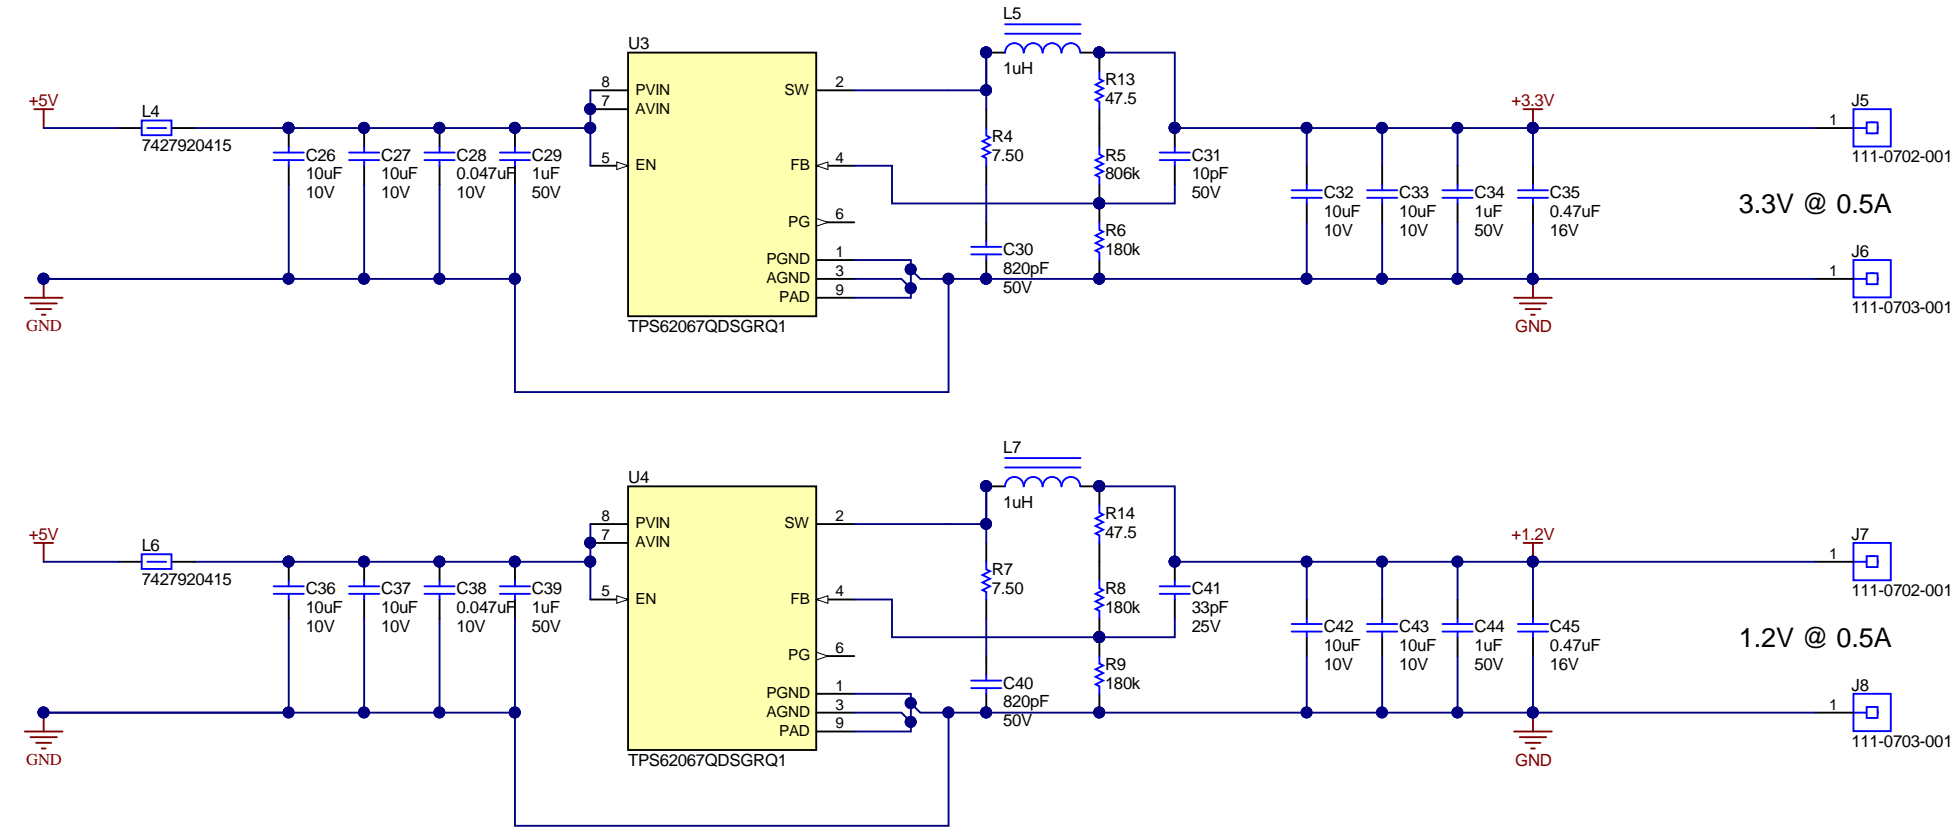 L5
1uH
U3
+5V
L4
7427920415
8 PVIN
7 AVIN
5 EN
SW 2
FB 4
PG 6
PGND 1
AGND 3
PAD 9
TPS62067QDSGRQ1
C26
10uF
10V
C27
10uF
10V
C28
0.047uF
10V
C29
1uF
50V
GND
R4
7.50
R13
47.5
R5
806k
R6
180k
C30
820pF
50V
C31
10pF
50V
C32
10uF
10V
C33
10uF
10V
C34
1uF
50V
C35
0.47uF
16V
+3.3V
GND
J5
1
111-0702-001
3.3V @ 0.5A
J6
1
111-0703-001
L7
1uH
U4
+5V
L6
7427920415
8 PVIN
7 AVIN
5 EN
SW 2
FB 4
PG 6
PGND 1
AGND 3
PAD 9
TPS62067QDSGRQ1
C36
10uF
10V
C37
10uF
10V
C38
0.047uF
10V
C39
1uF
50V
GND
R7
7.50
R14
47.5
R8
180k
R9
180k
C40
820pF
50V
C41
33pF
25V
C42
10uF
10V
C43
10uF
10V
C44
1uF
50V
C45
0.47uF
16V
+1.2V
GND
J7
1
111-0702-001
1.2V @ 0.5A
J8
1
111-0703-001